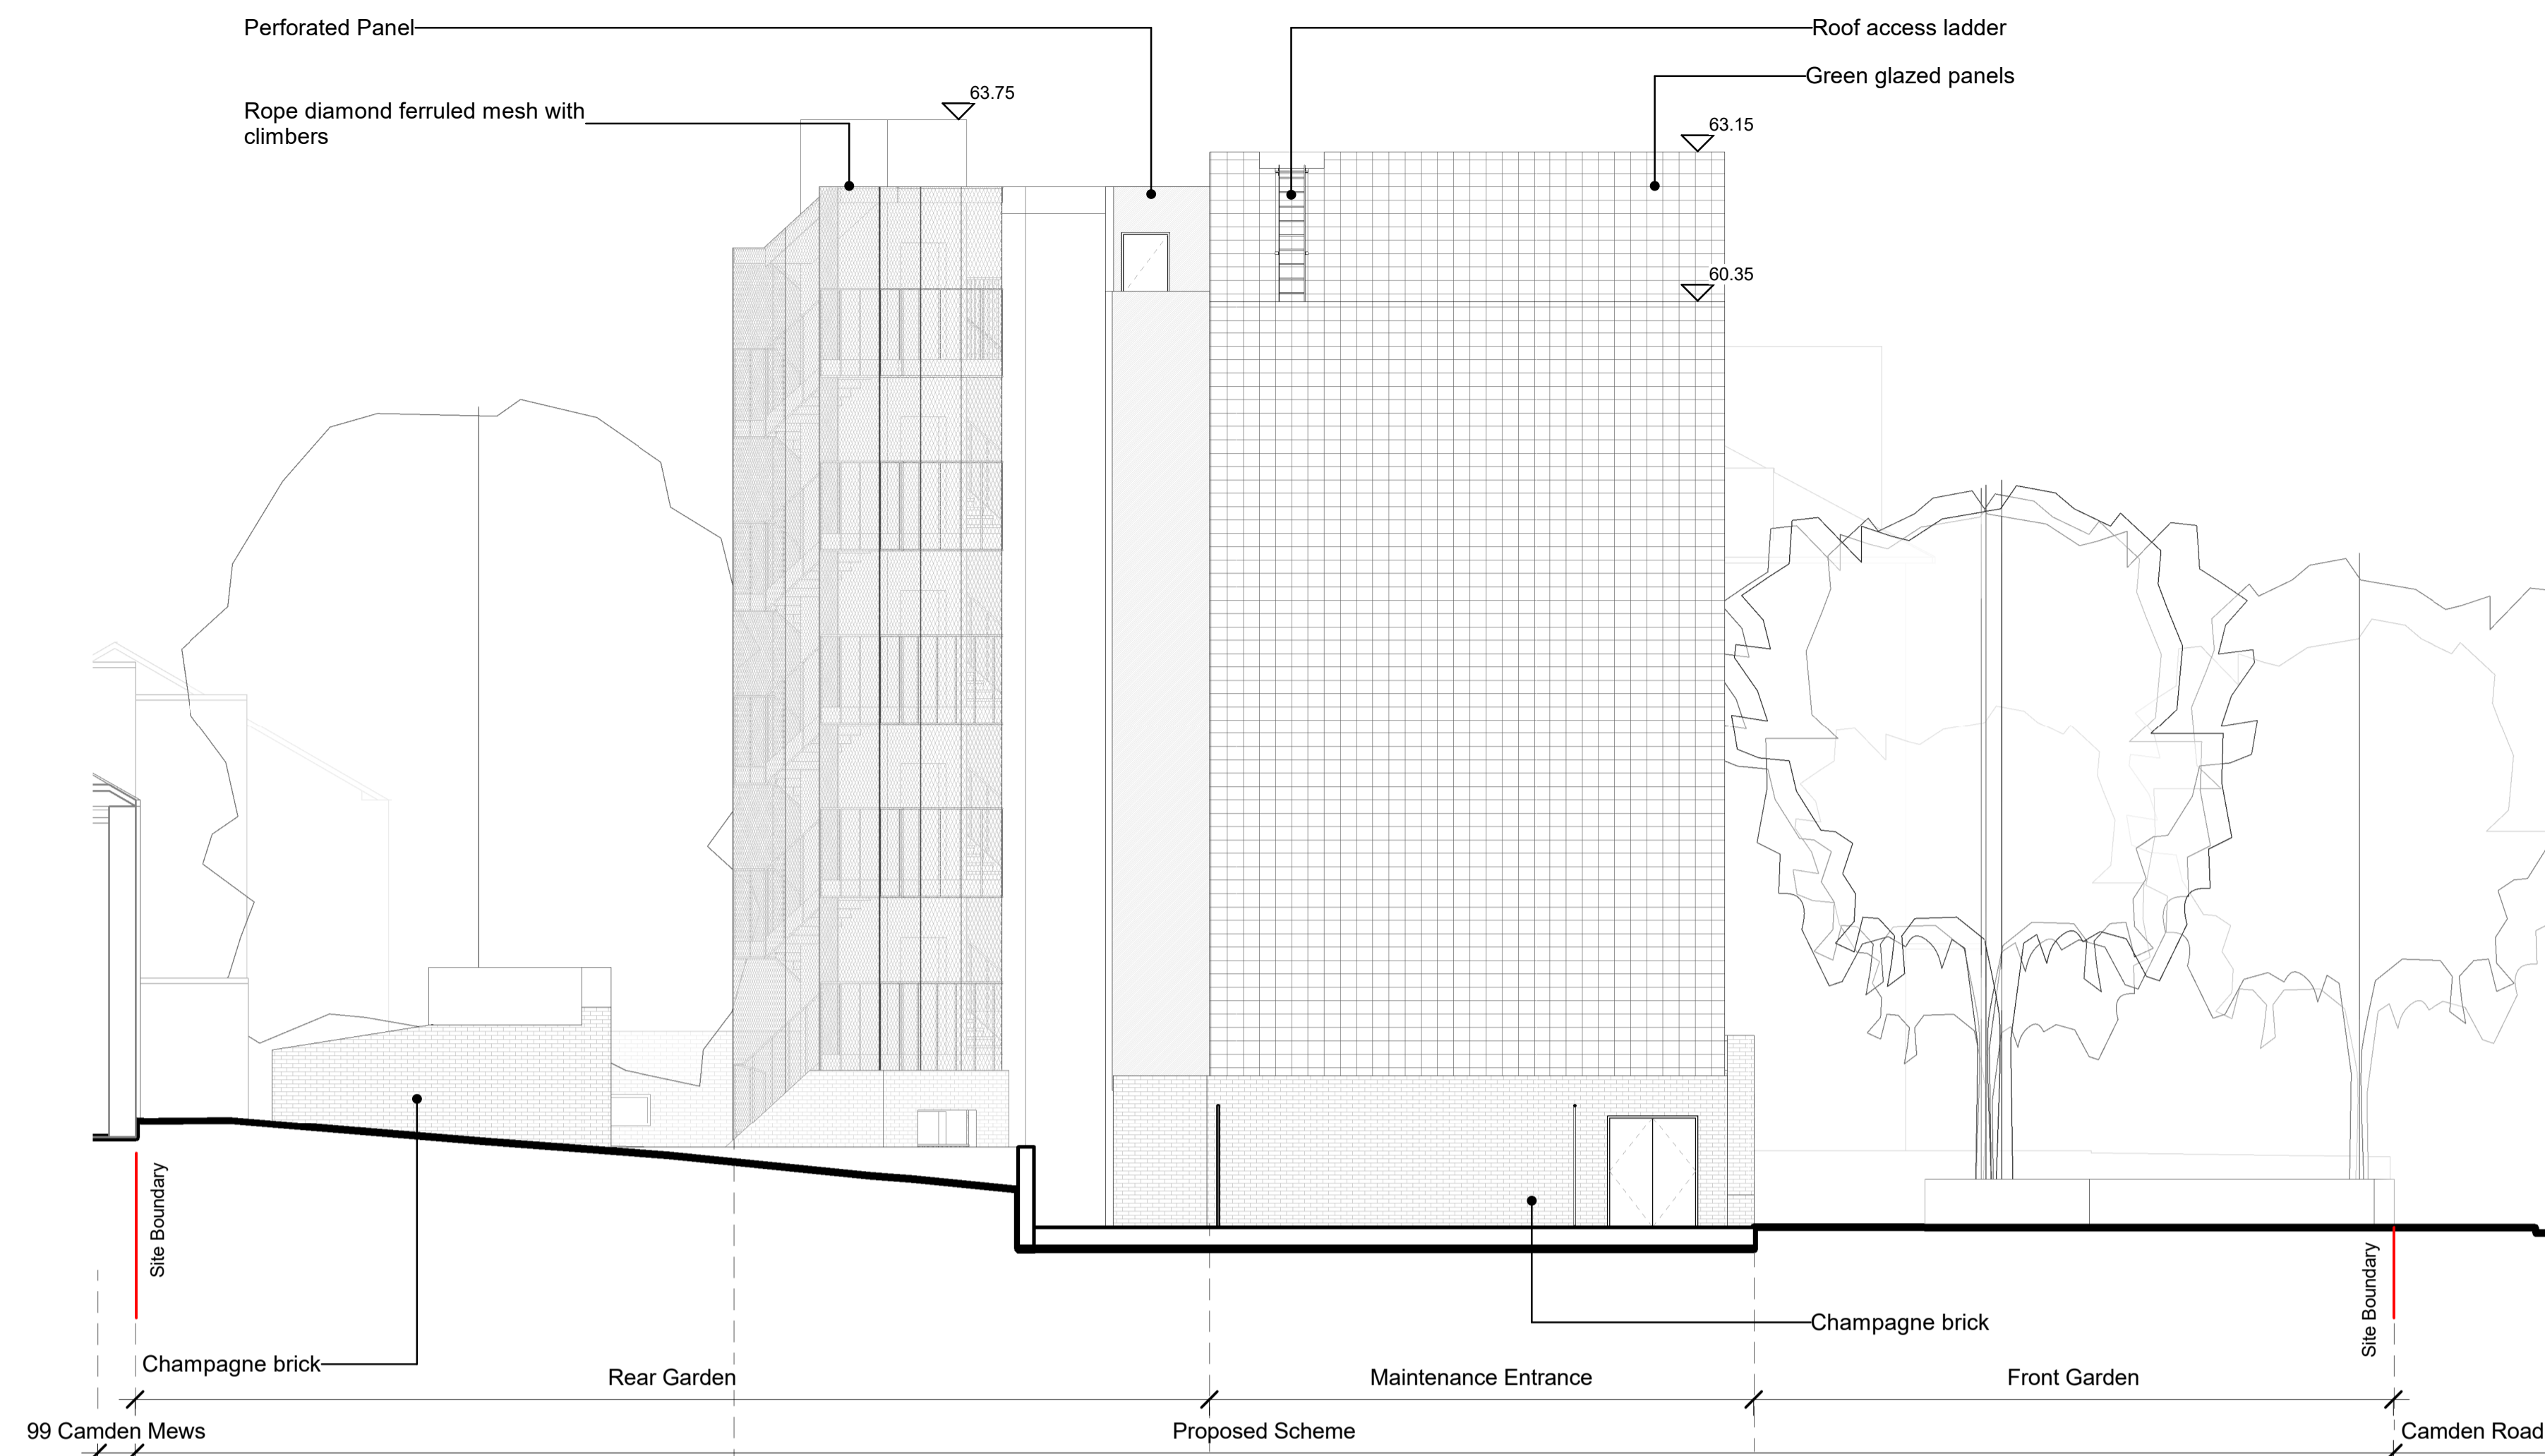 Perforated Panel
Roof access ladder
Green glazed panels
63.75
Rope diamond ferruled mesh with
climbers
63.15
60.35
Site Boundary
Site Boundary
Champagne brick
Champagne brick
Rear Garden
Maintenance Entrance
Front Garden
99 Camden Mews
Proposed Scheme
Camden Road